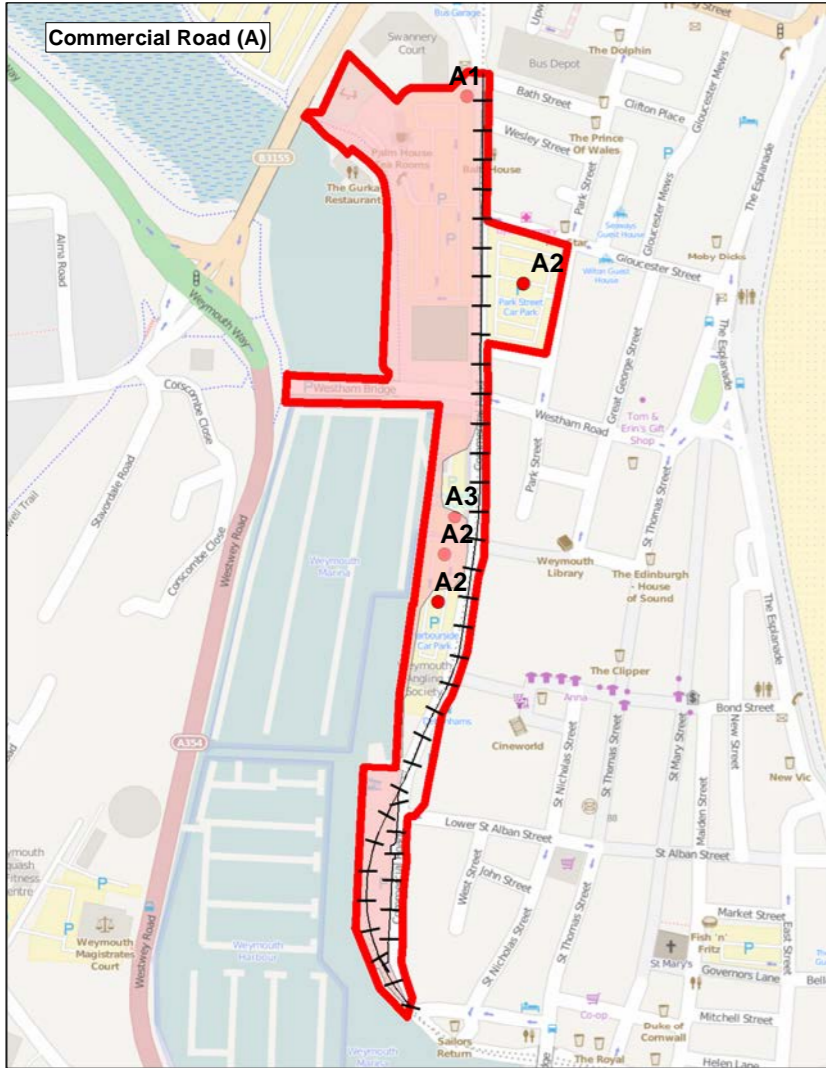 Commercial Road (A)
Bus Garage
Swannery
Court
The Dolphin
Bus Depot
A1
Bath Street
Clifton Place
Gloucester Mews
Wesley Street
The Prince
Of Wales
Palm House
Tea Rooms
The Gurkha
Restaurant
B3155
P
Park Street
Gloucester Mews
The Esplanade
Star
Seaways
Guest House
Moby Dicks
A2
Wilton Guest
House
Gloucester Street
Park Street
Car Park
Alma Road
Weymouth Way
Great George Street
The Esplanade
Westham Bridge
Corscombe Close
Westham Road
Tom &
Erin's Gift
Shop
Stavordale Road
Park Street
St Thomas Street
A3
A2
Weymouth
Library
The Edinburgh
- House
of Sound
Corscombe Close
Westwey Road
Weymouth
Marina
A2
P
Harbourside
Car Park
The Esplanade
Weymouth
Angling
Society
The Clipper
Anna
Debenhams
Bond Street
Cineworld
A354
St Nicholas Street
St Thomas Street
St Mary Street
New Street
Maiden Street
New Vic
88
Lower St Alban Street
St Alban Street
West Street
John Street
Market Street
P
Weymouth
Magistrates
Court
Westwey Road
Weymouth
Harbour
St Nicholas Street
St Thomas Street
Fish 'n'
Fritz
P
East Street
St Mary's
Governors Lane
Co-op
Duke of
Cornwall
Mitchell Street
Sailors
Return
The Royal
Helen Lane
Weymouth